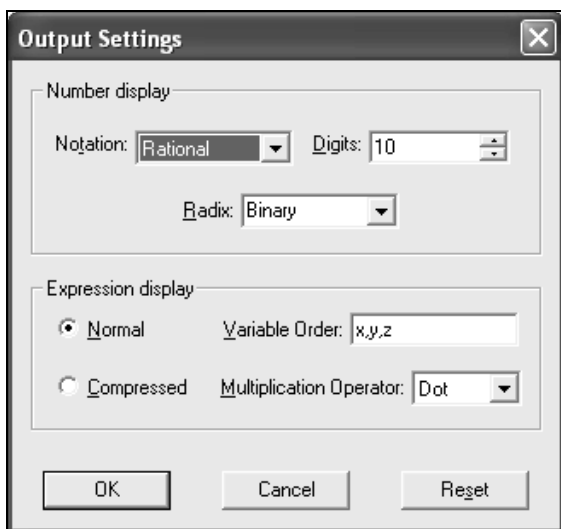 Output Settings
Number display
Notation: Rational Digits: 10
Radix: Binary
Expression display
Normal Variable Order: x,y,z
Compressed Multiplication Operator: Dot
OK Cancel Reset